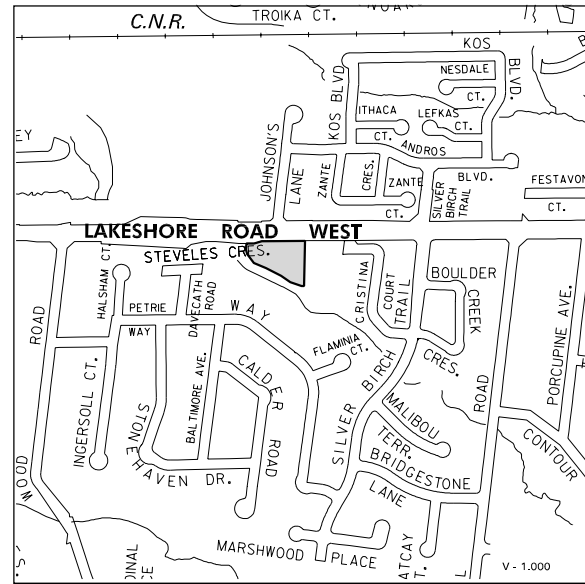 TROIKA CT.
C.N.R.
KOS
BLVD.
NESDALE
CT.
KOS BLVD
ITHACA
CT.
LEFKAS
CT.
ANDROS
BLVD.
JOHNSON'S
LANE
ZANTE
CRES.
ZANTE
CT.
SILVER
BIRCH
TRAIL
FESTAVON
CT.
EY
LAKESHORE ROAD WEST
STEVELES CRES.
HALSHAM CT.
PETRIE
WAY
DAVECATH
ROAD
WAY
CRISTINA
COURT
TRAIL
BOULDER
CREEK
CRES.
ROAD
PORCUPINE AVE.
ROAD
INGERSOLL CT.
BALTIMORE AVE.
STONEHAVEN DR.
CALDER
ROAD
FLAMINIA
CT.
SILVER BIRCH
MALIBOU
TERR.
BRIDGESTONE
LANE
CONTOUR
WOOD
MARSHWOOD PLACE
ATCAY
T.
DINAL
CE
S.
L
V - 1.000